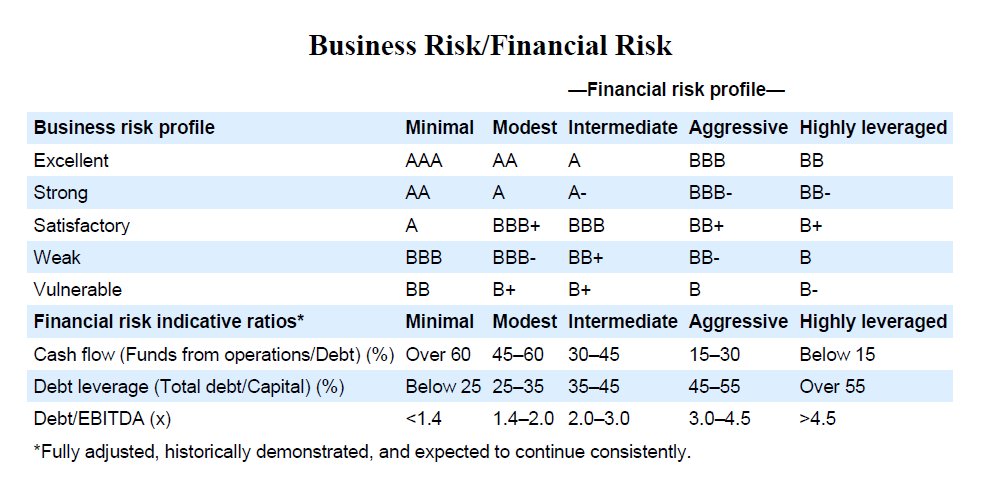 Business Risk/Financial Risk
—Financial risk profile—
Business risk profile Minimal Modest Intermediate Aggressive Highly leveraged
Excellent AAA AA A BBB BB
Strong AA A A- BBB- BB-
Satisfactory A BBB+ BBB BB+ B+
Weak BBB BBB- BB+ BB- B
Vulnerable BB B+ B+ B B-
Financial risk indicative ratios* Minimal Modest Intermediate Aggressive Highly leveraged
Cash flow (Funds from operations/Debt) (%) Over 60 45–60 30–45 15–30 Below 15
Debt leverage (Total debt/Capital) (%) Below 25 25–35 35–45 45–55 Over 55
Debt/EBITDA (x) <1.4 1.4–2.0 2.0–3.0 3.0–4.5 >4.5
*Fully adjusted, historically demonstrated, and expected to continue consistently.